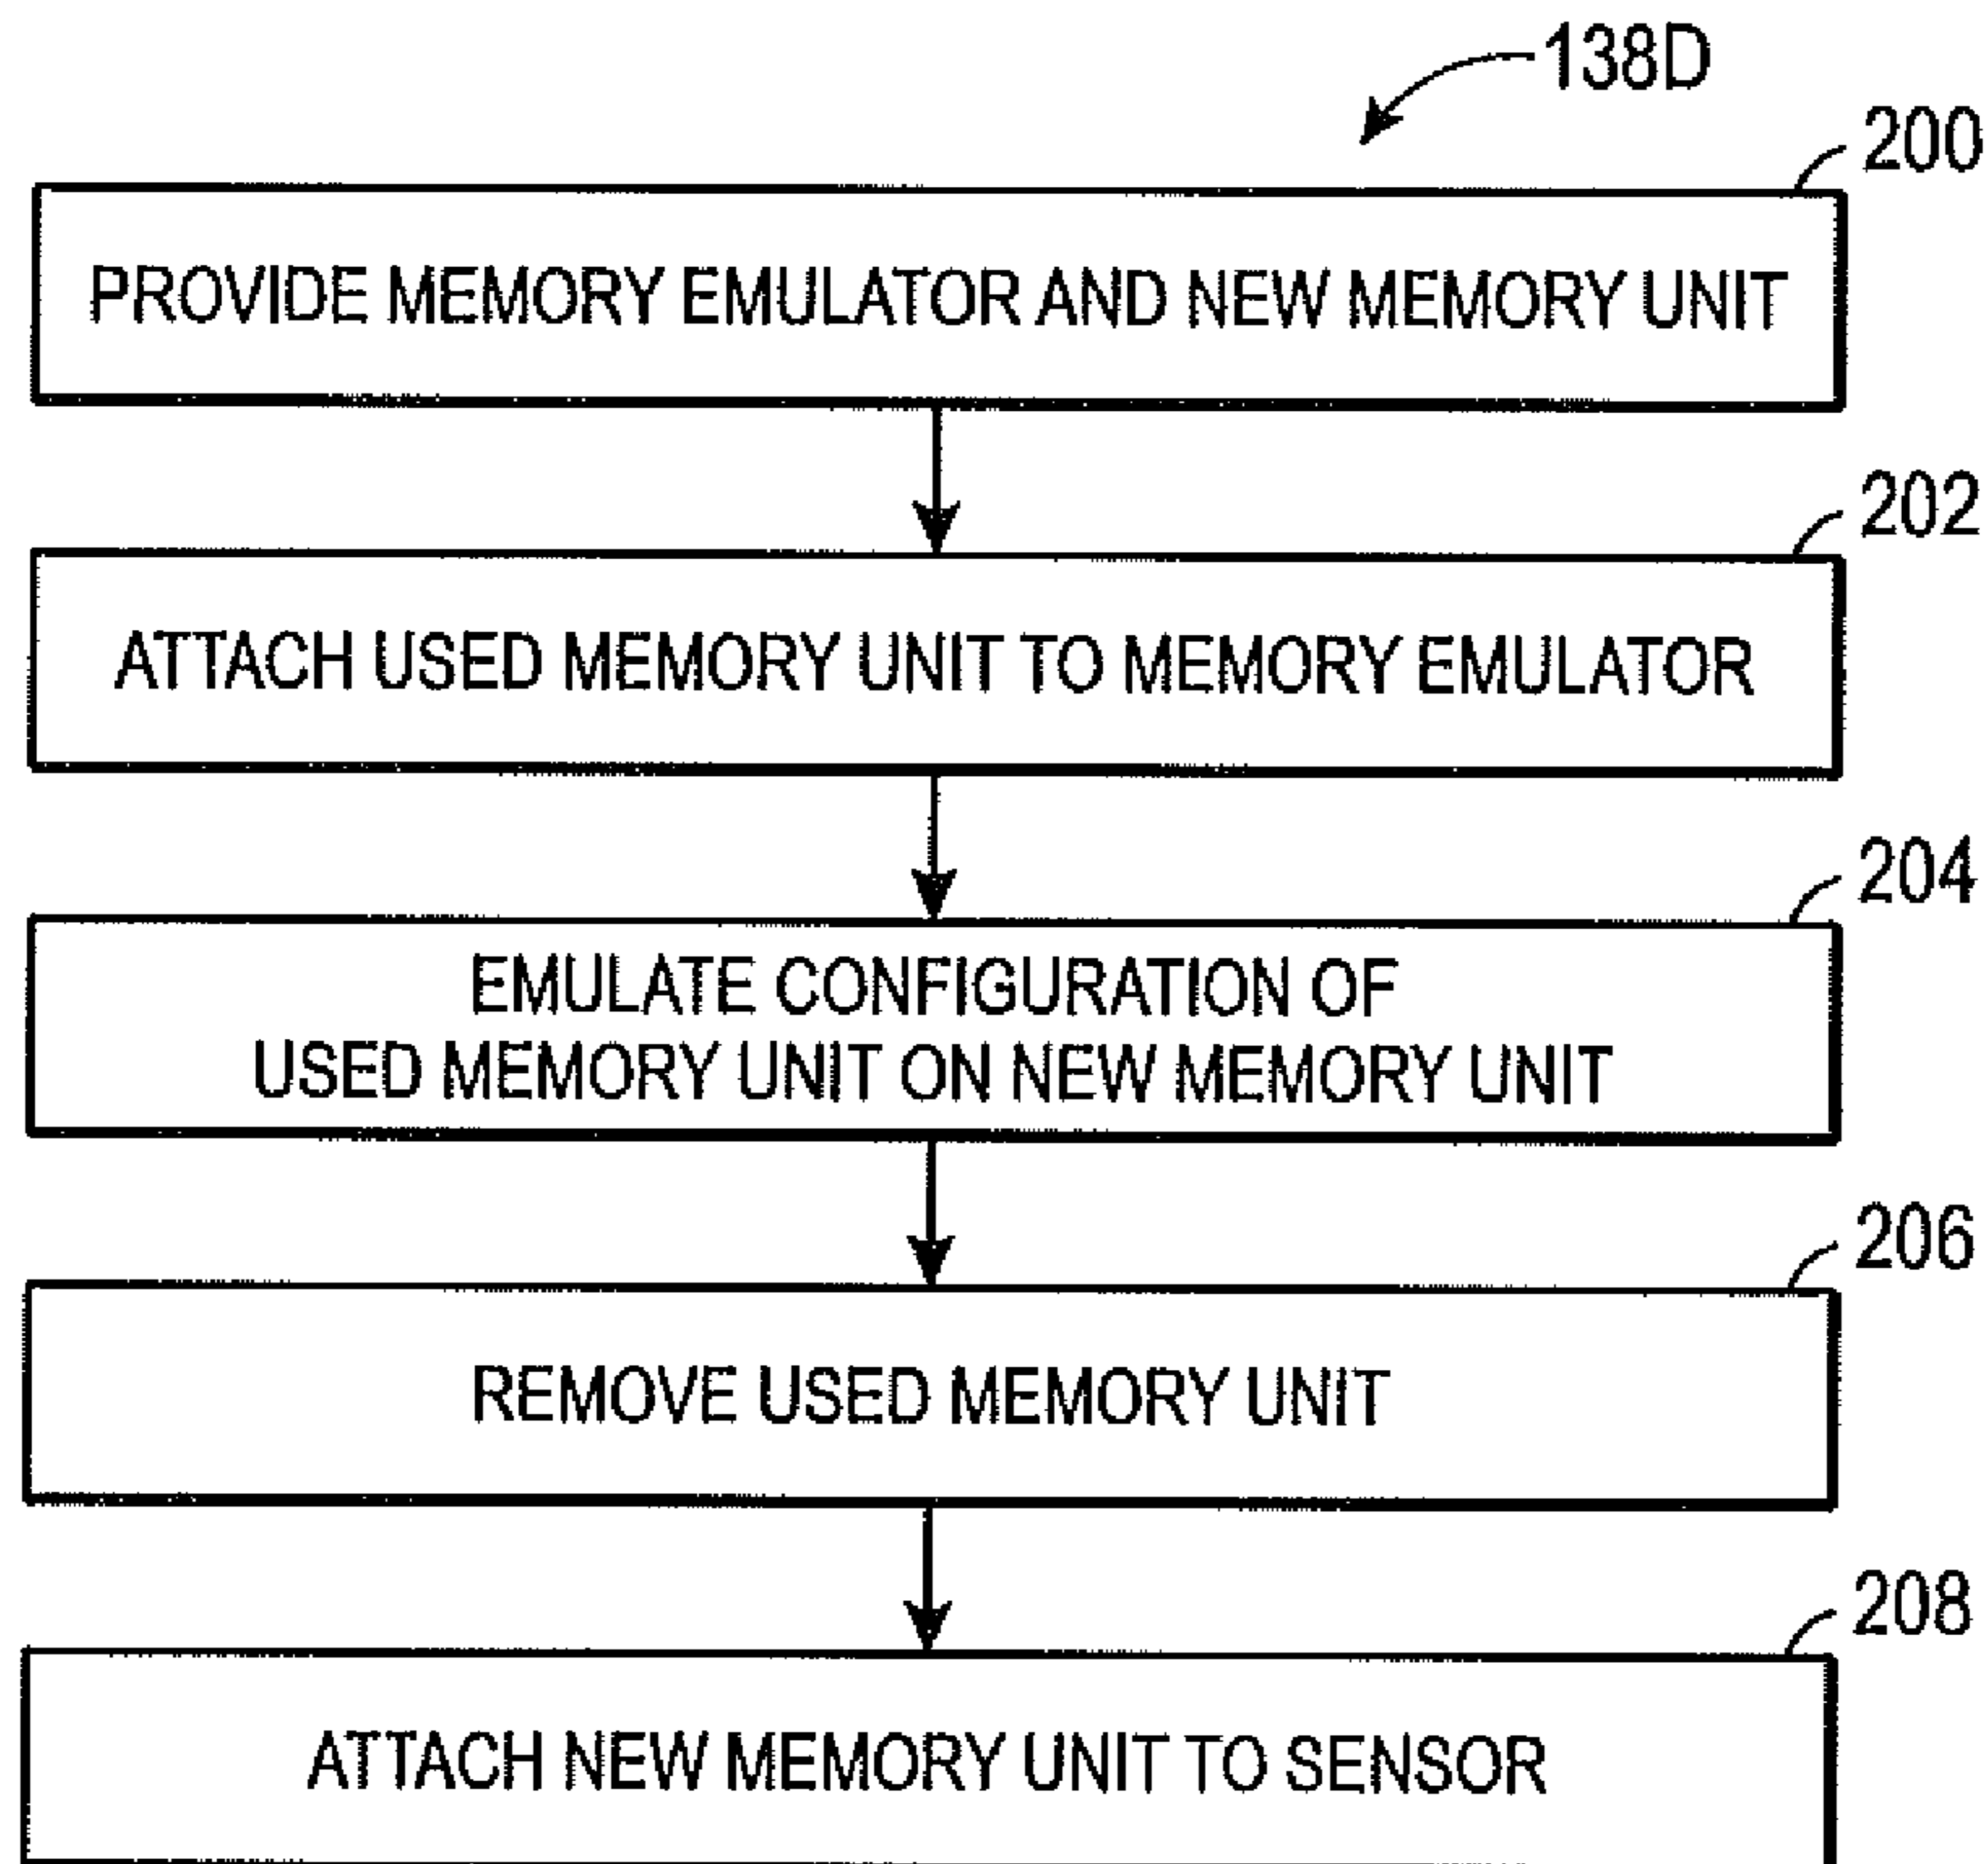 138D
200
PROVIDE MEMORY EMULATOR AND NEW MEMORY UNIT
202
ATTACH USED MEMORY UNIT TO MEMORY EMULATOR
204
EMULATE CONFIGURATION OF
USED MEMORY UNIT ON NEW MEMORY UNIT
206
REMOVE USED MEMORY UNIT
208
ATTACH NEW MEMORY UNIT TO SENSOR